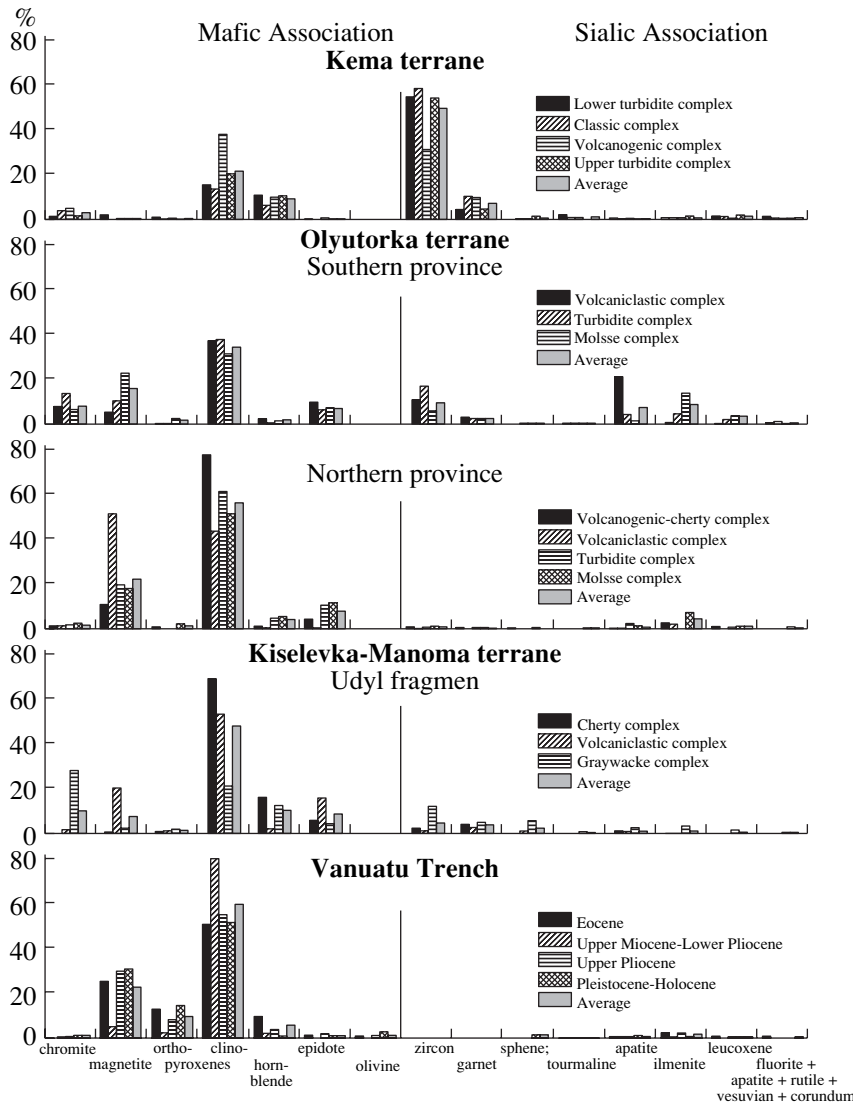 %
Mafic Association Sialic Association
Kema terrane
80
60
40
20
0
Lower turbidite complex
Classic complex
Volcanogenic complex
Upper turbidite complex
Average
Olyutorka terrane
Southern province
80
60
40
20
0
Volcaniclastic complex
Turbidite complex
Molsse complex
Average
Northern province
80
60
40
20
0
Volcanogenic-cherty complex
Volcaniclastic complex
Turbidite complex
Molsse complex
Average
Kiselevka-Manoma terrane
Udyl fragmen
80
60
40
20
0
Cherty complex
Volcaniclastic complex
Graywacke complex
Average
Vanuatu Trench
80
60
40
20
0
Eocene
Upper Miocene-Lower Pliocene
Upper Pliocene
Pleistocene-Holocene
Average
chromite
magnetite
ortho-
pyroxenes
clino-
horn-
blende
epidote
olivine
zircon
garnet
sphene;
tourmaline
apatite
ilmenite
leucoxene
fluorite +
apatite + rutile +
vesuvian + corundum